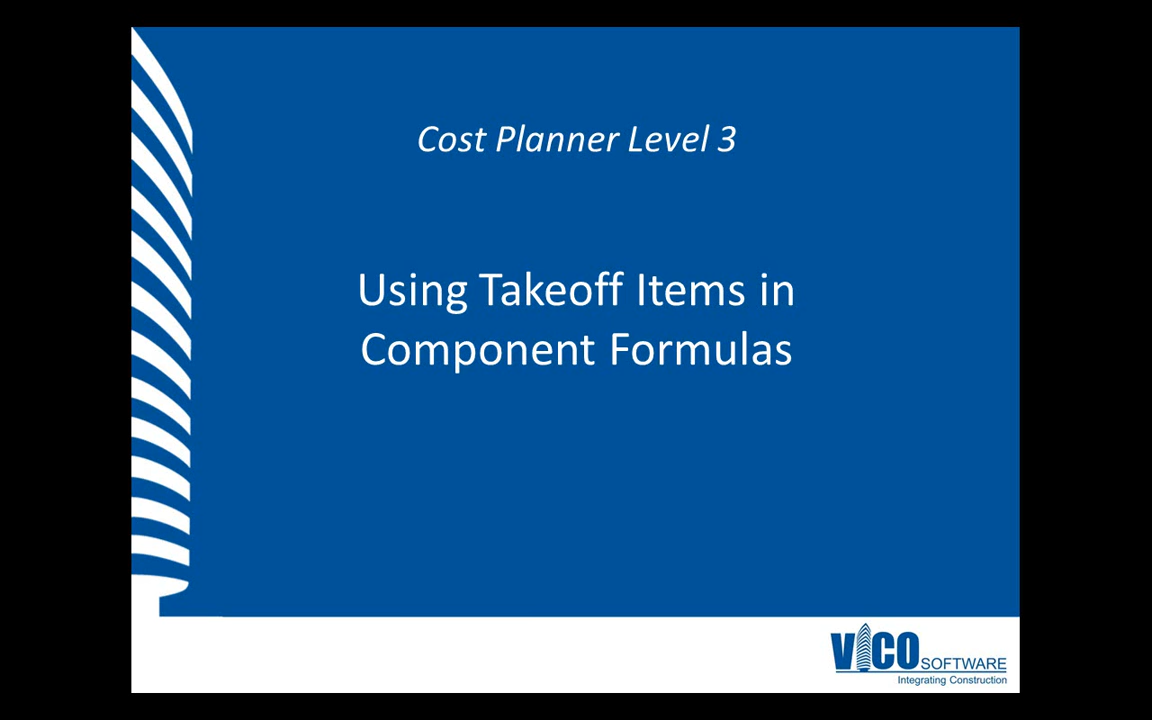 Cost Planner Level 3
Using Takeoff Items in
Component Formulas
VICO SOFTWARE
Integrating Construction